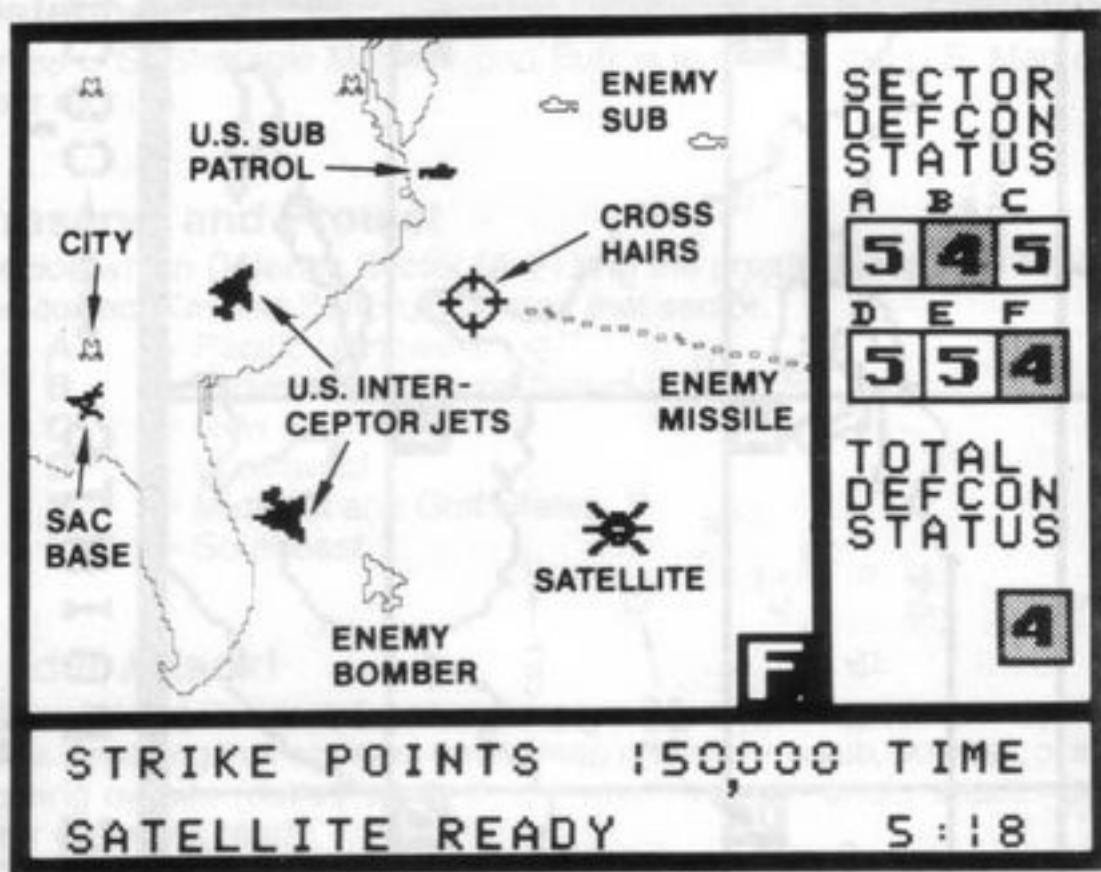 ENEMY
SUB
U.S. SUB
PATROL
CITY
CROSS
HAIRS
U.S. INTER-
CEPTOR JETS
ENEMY
MISSILE
SAC
BASE
SATELLITE
ENEMY
BOMBER
F
SECTOR
DEFCON
STATUS
A B C
5 4 5
D E F
5 5 4
TOTAL
DEFCON
STATUS
4
STRIKE POINTS 150,000 TIME
SATELLITE READY 5:18